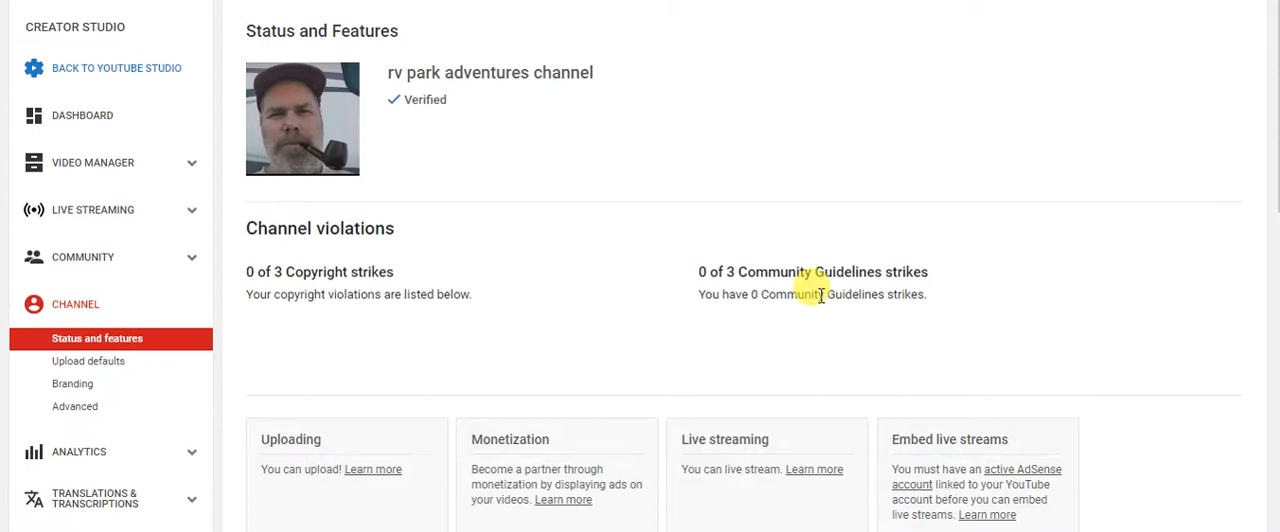 CREATOR STUDIO
BACK TO YOUTUBE STUDIO
DASHBOARD
VIDEO MANAGER
LIVE STREAMING
COMMUNITY
CHANNEL
Status and features
Upload defaults
Branding
Advanced
ANALYTICS
TRANSLATIONS &
TRANSCRIPTIONS
Status and Features
rv park adventures channel
Verified
Channel violations
0 of 3 Copyright strikes
Your copyright violations are listed below.
0 of 3 Community Guidelines strikes
You have 0 Community Guidelines strikes.
Uploading
You can upload! Learn more
Monetization
Become a partner through
monetization by displaying ads on
your videos. Learn more
Live streaming
You can live stream. Learn more
Embed live streams
You must have an active AdSense
account linked to your YouTube
account before you can embed
live streams. Learn more